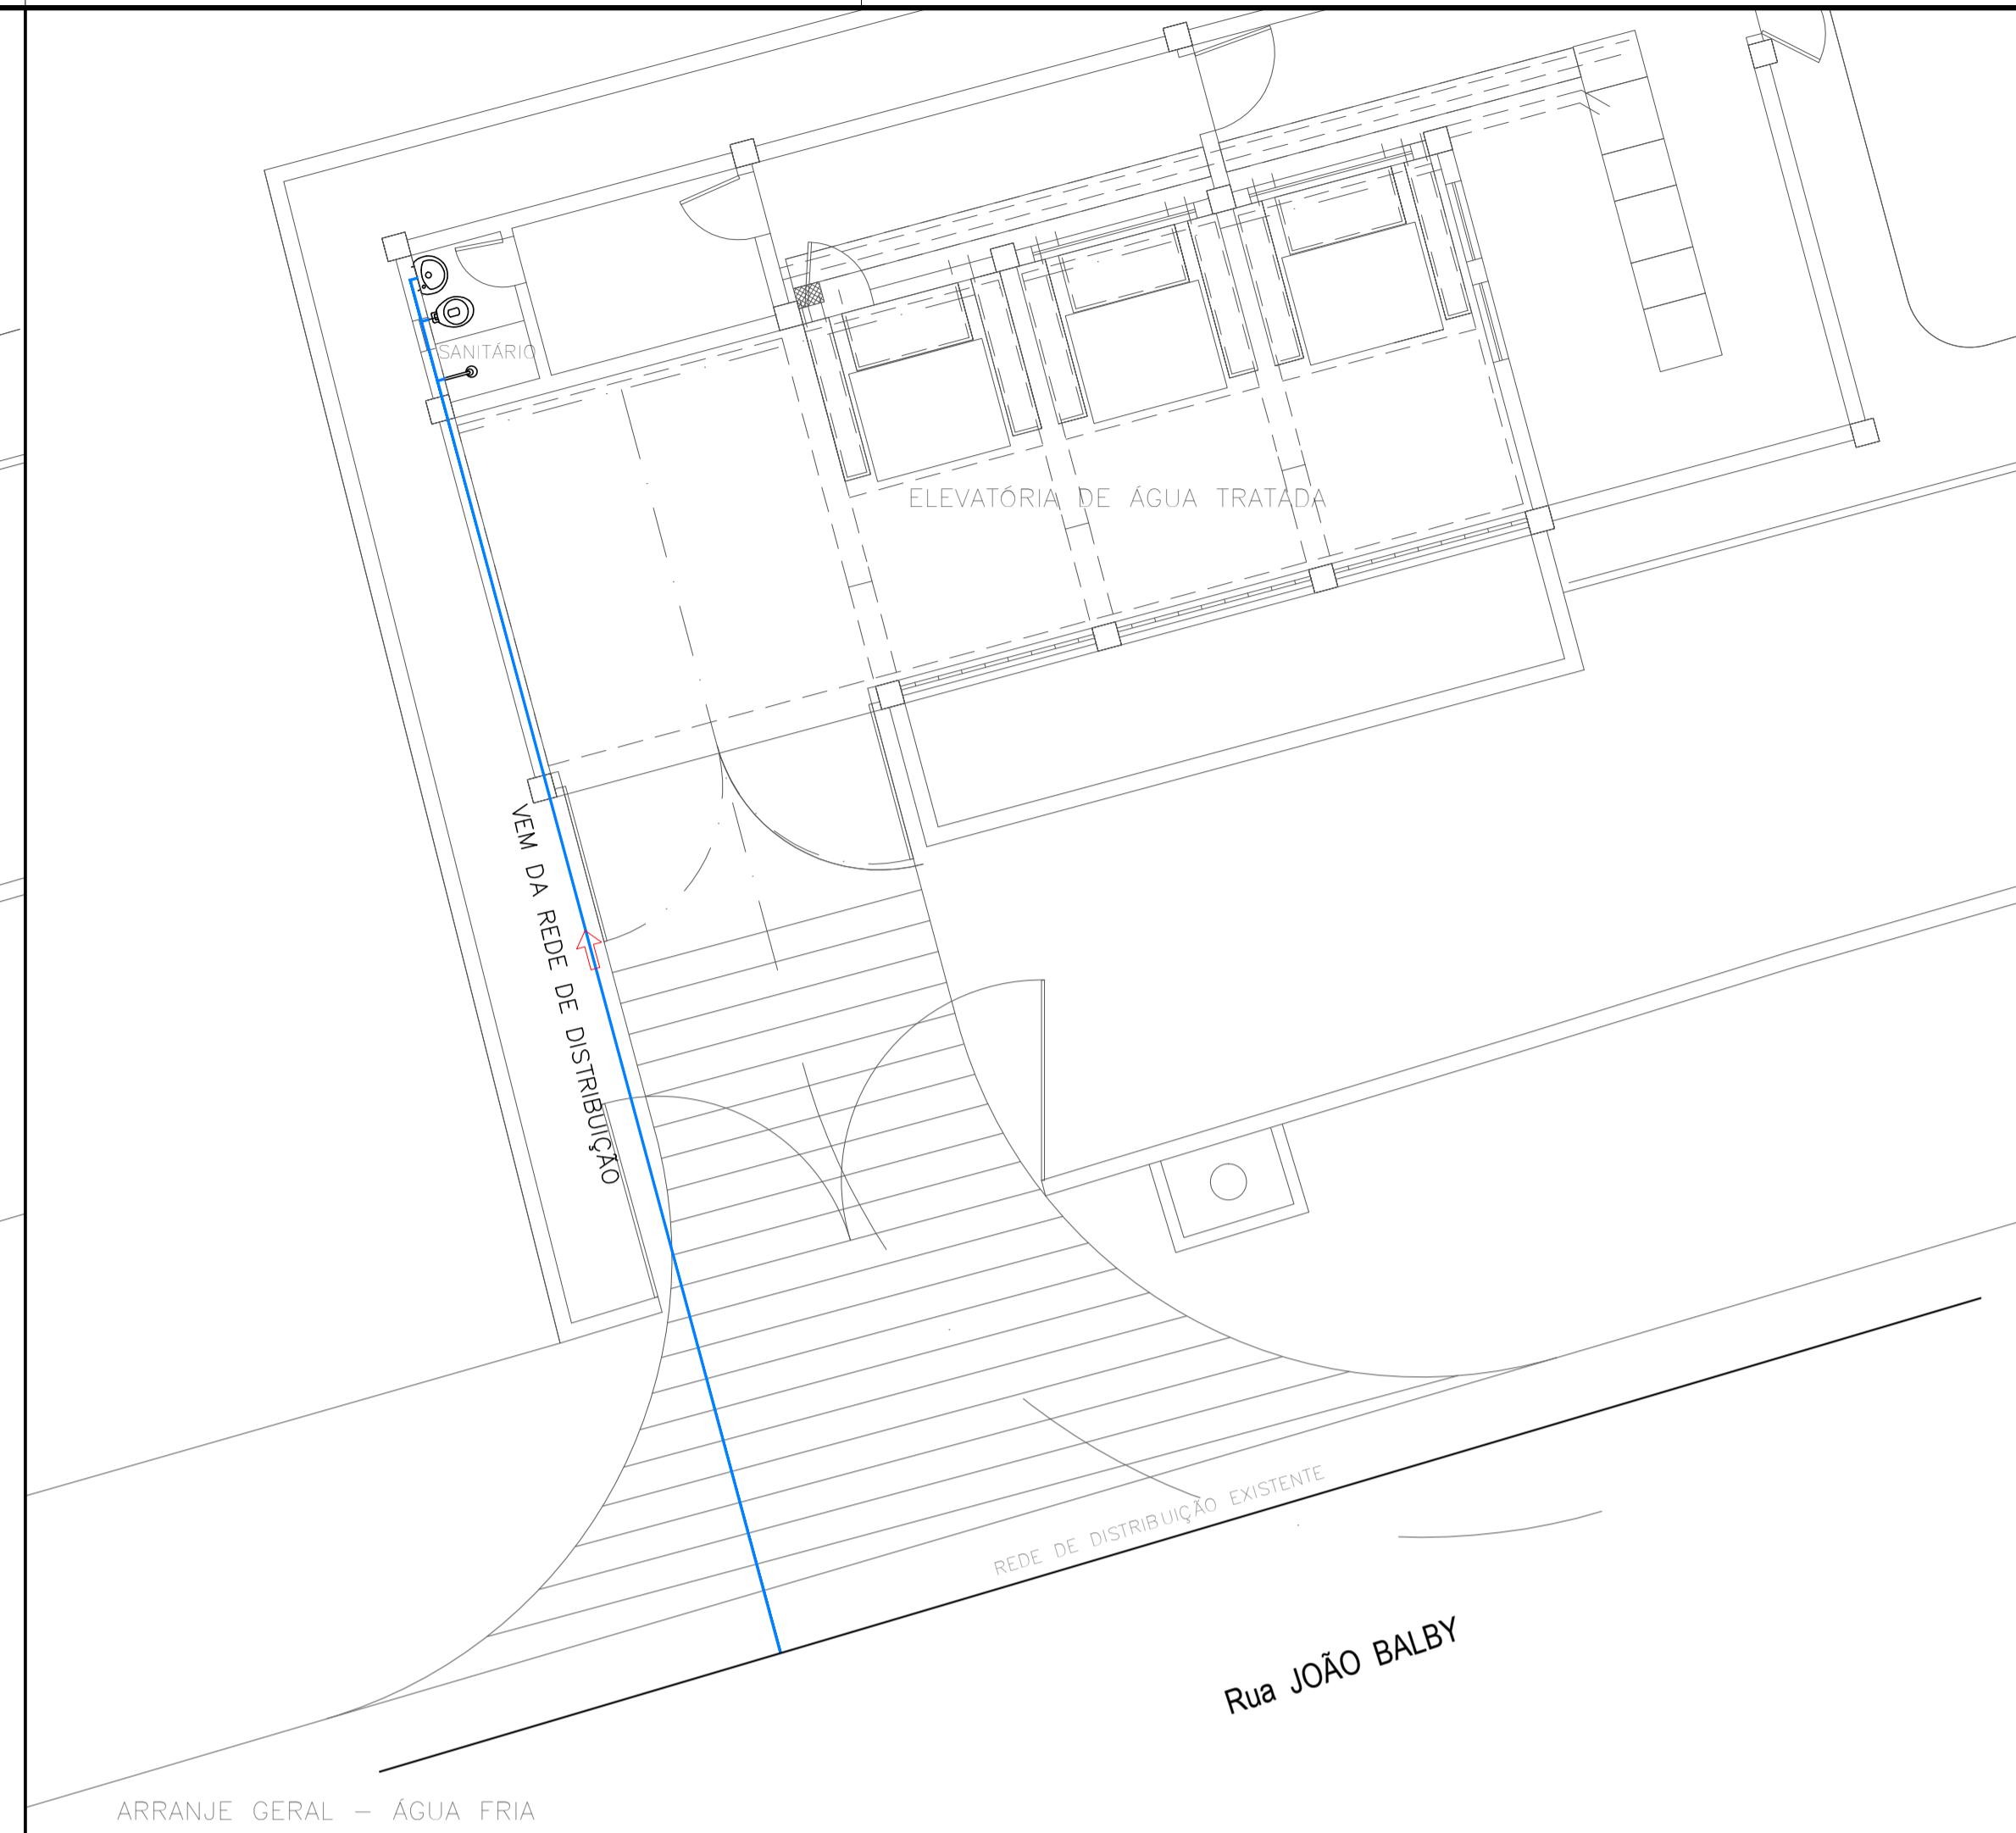 SANITÁRIO
ELEVATÓRIA DE ÁGUA TRATADA
VEM DA REDE DE DISTRIBUIÇÃO
REDE DE DISTRIBUIÇÃO EXISTENTE
Rua JOÃO BALBY
ARRANJE GERAL – ÁGUA FRIA